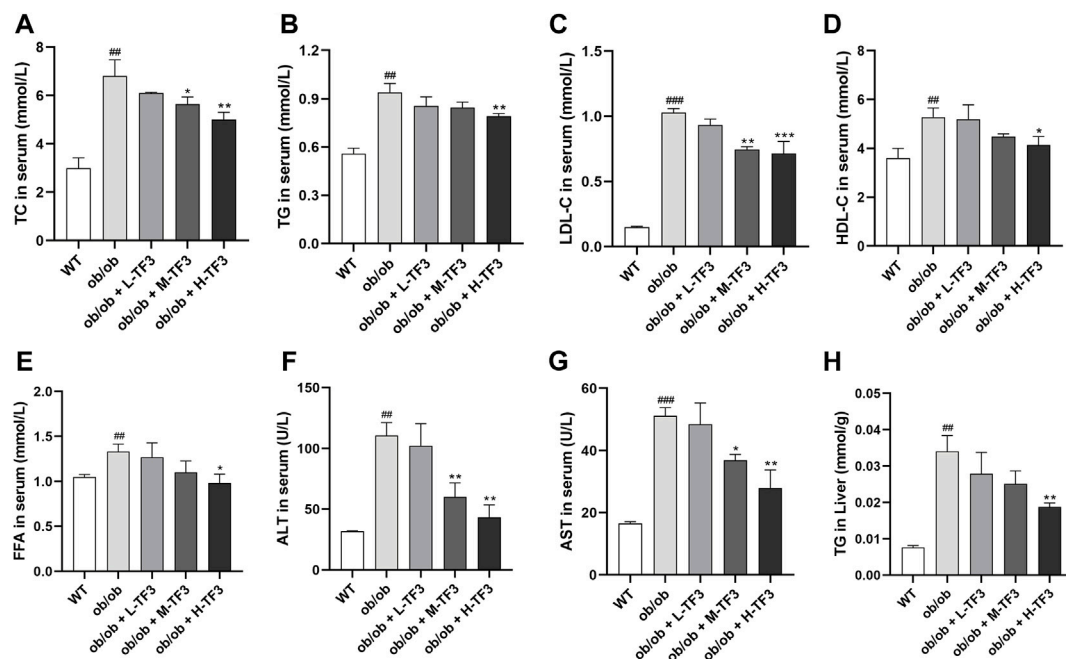 A
TC in serum (mmol/L)
8
6
4
2
0
##
*
**
WT
ob/ob
ob/ob + L-TF3
ob/ob + M-TF3
ob/ob + H-TF3
B
TG in serum (mmol/L)
1.2
0.9
0.6
0.3
0.0
##
**
WT
ob/ob
ob/ob + L-TF3
ob/ob + M-TF3
ob/ob + H-TF3
C
LDL-C in serum (mmol/L)
1.5
1.0
0.5
0.0
###
**
***
WT
ob/ob
ob/ob + L-TF3
ob/ob + M-TF3
ob/ob + H-TF3
D
HDL-C in serum (mmol/L)
8
6
4
2
0
##
*
WT
ob/ob
ob/ob + L-TF3
ob/ob + M-TF3
ob/ob + H-TF3
E
FFA in serum (mmol/L)
2.0
1.5
1.0
0.5
0.0
##
*
WT
ob/ob
ob/ob + L-TF3
ob/ob + M-TF3
ob/ob + H-TF3
F
ALT in serum (U/L)
150
100
50
0
##
**
**
WT
ob/ob
ob/ob + L-TF3
ob/ob + M-TF3
ob/ob + H-TF3
G
AST in serum (U/L)
60
40
20
0
###
*
**
WT
ob/ob
ob/ob + L-TF3
ob/ob + M-TF3
ob/ob + H-TF3
H
TG in Liver (mmol/g)
0.05
0.04
0.03
0.02
0.01
0.00
##
**
WT
ob/ob
ob/ob + L-TF3
ob/ob + M-TF3
ob/ob + H-TF3